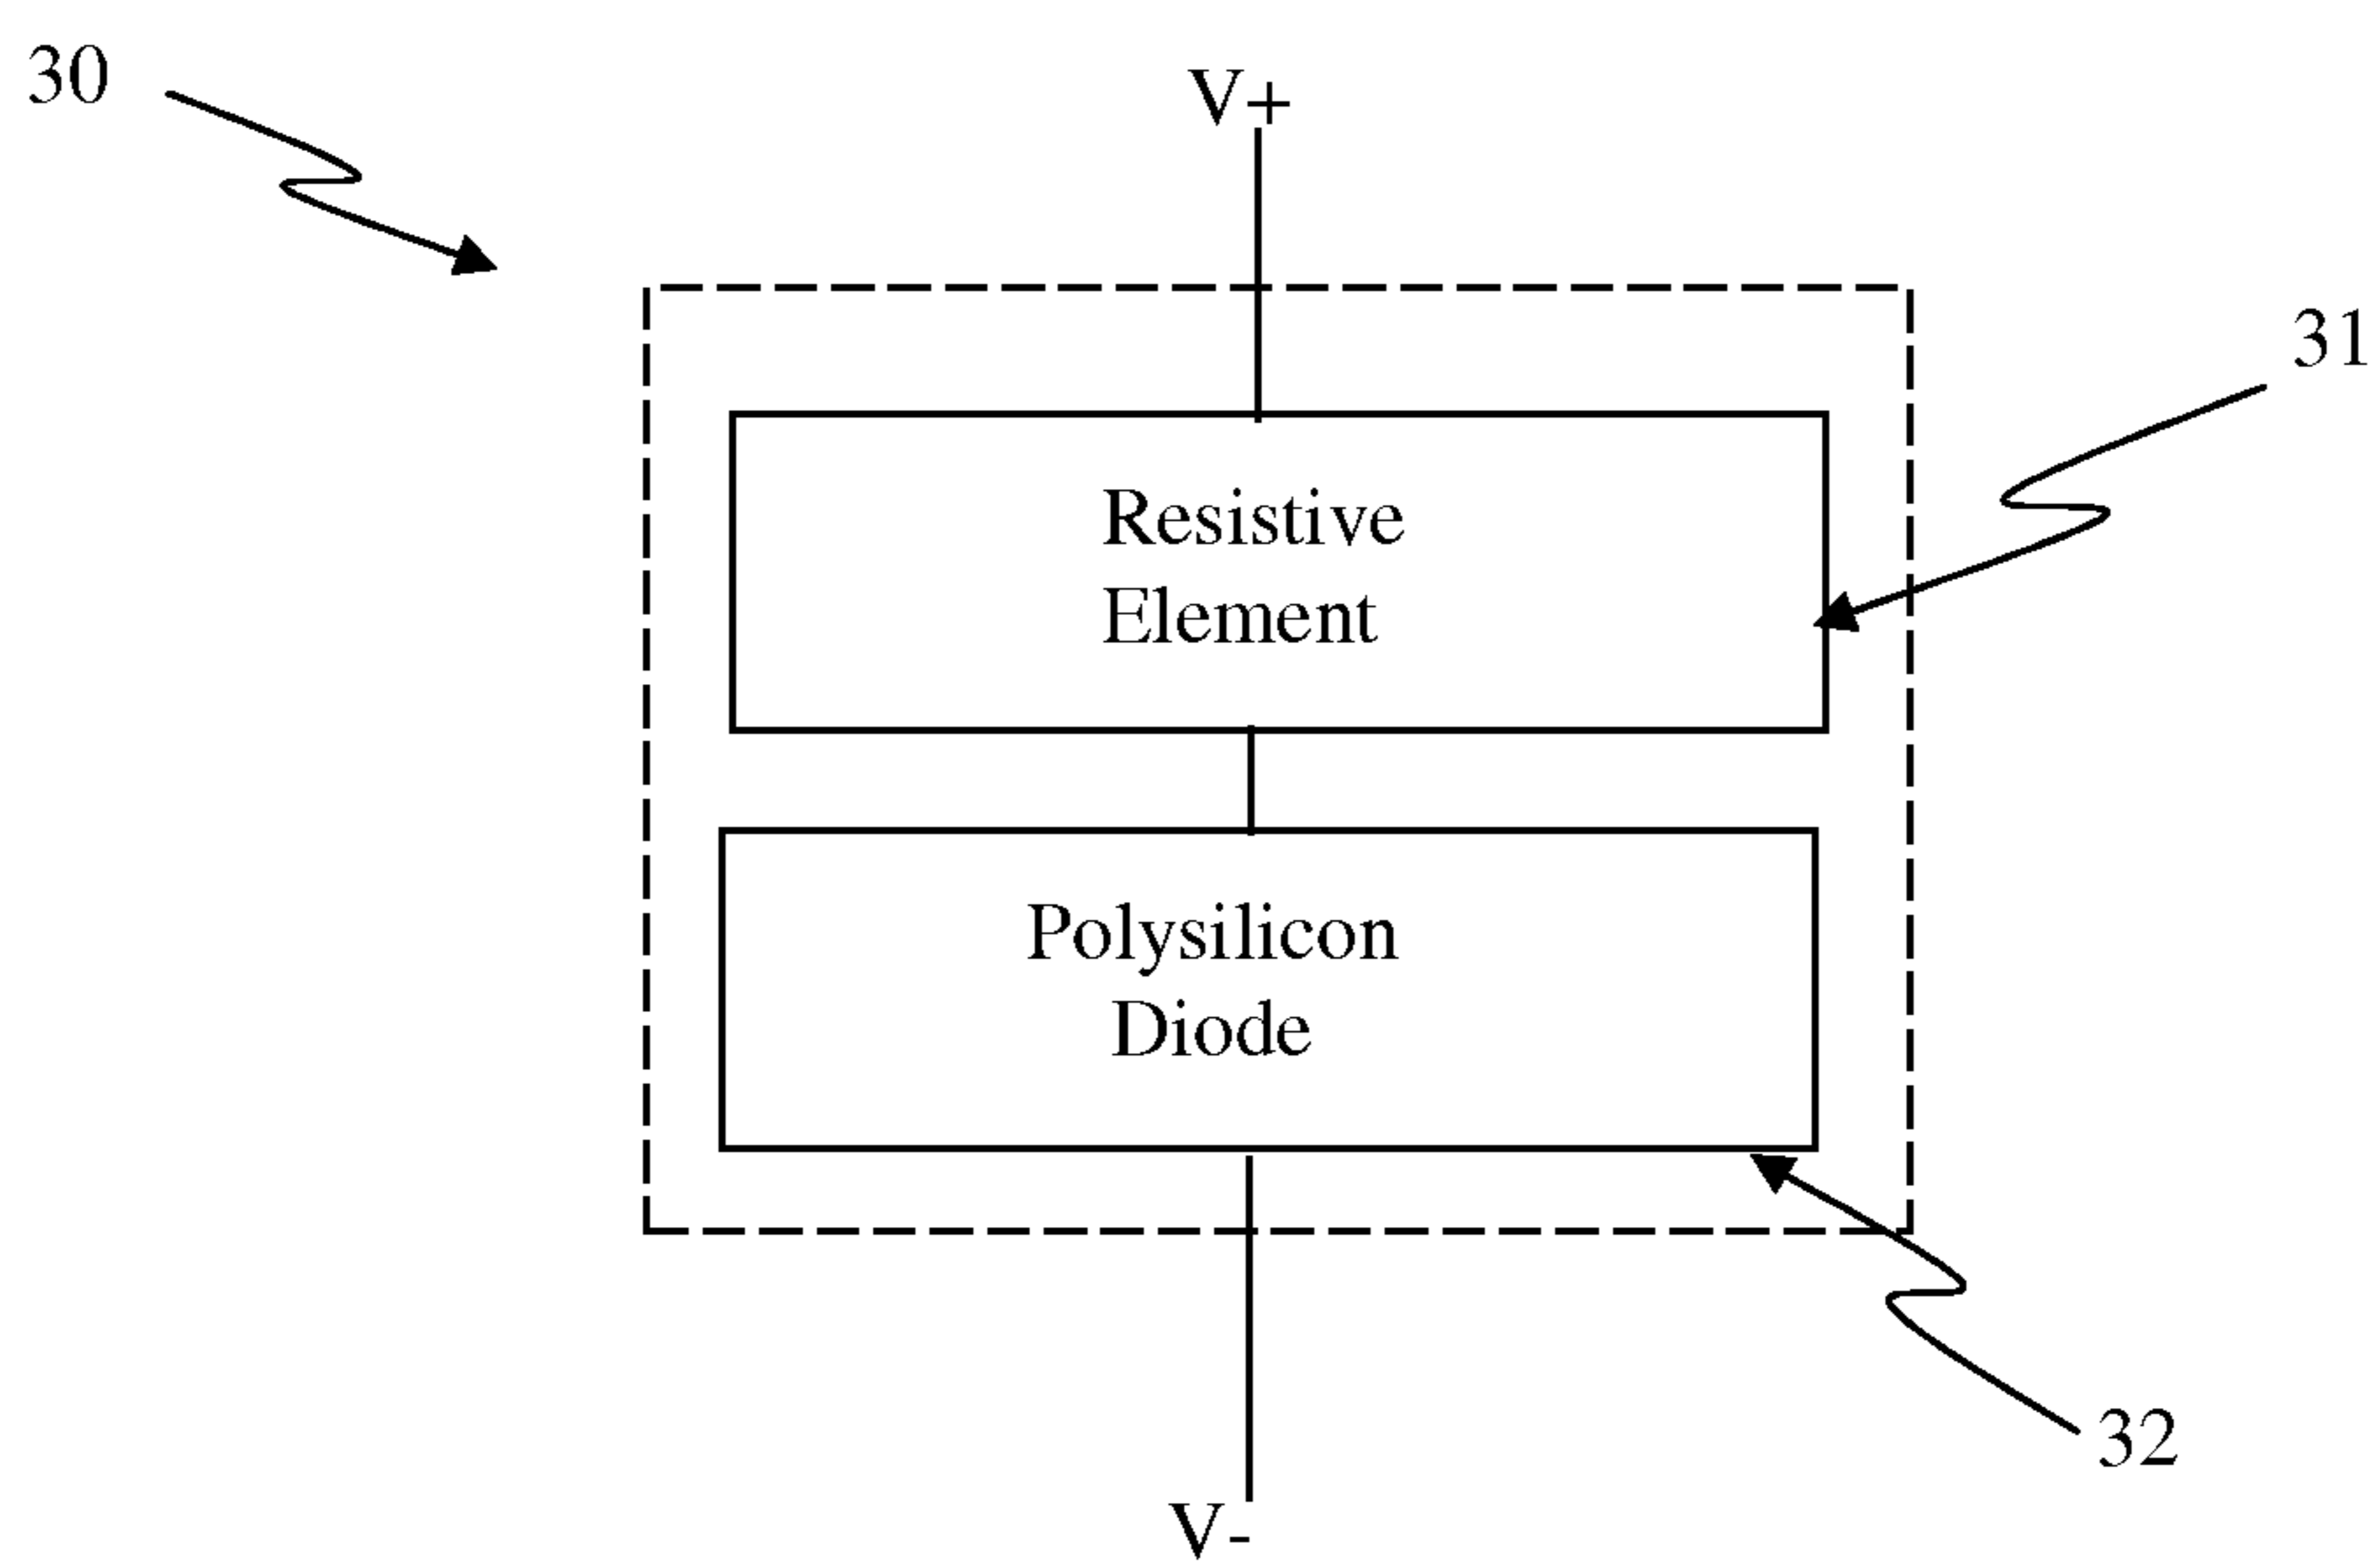 30
V+
31
Resistive
Element
Polysilicon
Diode
32
V-